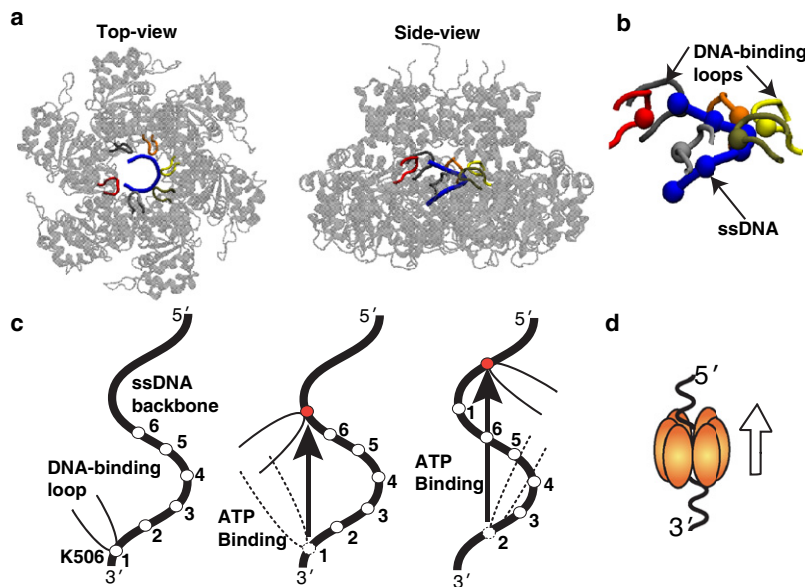 a
Top-view
Side-view
b
DNA-binding
loops
ssDNA
c
5′
ssDNA
backbone
6
5
4
3
2
1
DNA-binding
loop
K506
3′
5′
6
5
4
3
2
1
ATP
Binding
3′
5′
1
6
5
4
3
2
ATP
Binding
3′
d
5′
3′